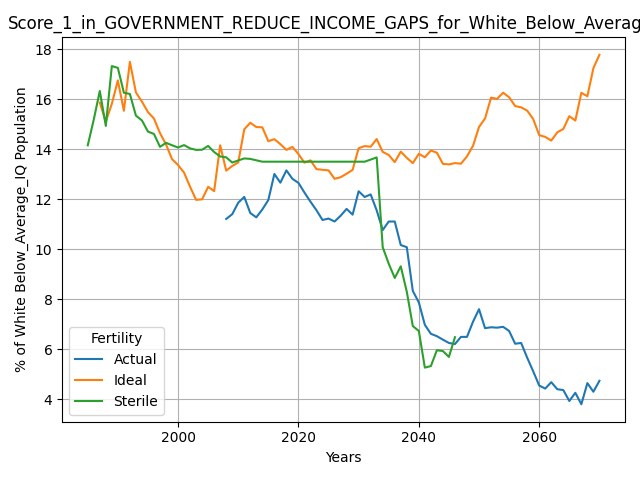 Score_1_in_GOVERNMENT_REDUCE_INCOME_GAPS_for_White_Below_Averag
% of White Below_Average_IQ Population
18
16
14
12
10
8
6
4
Fertility
Actual
Ideal
Sterile
2000 2020 2040 2060
Years